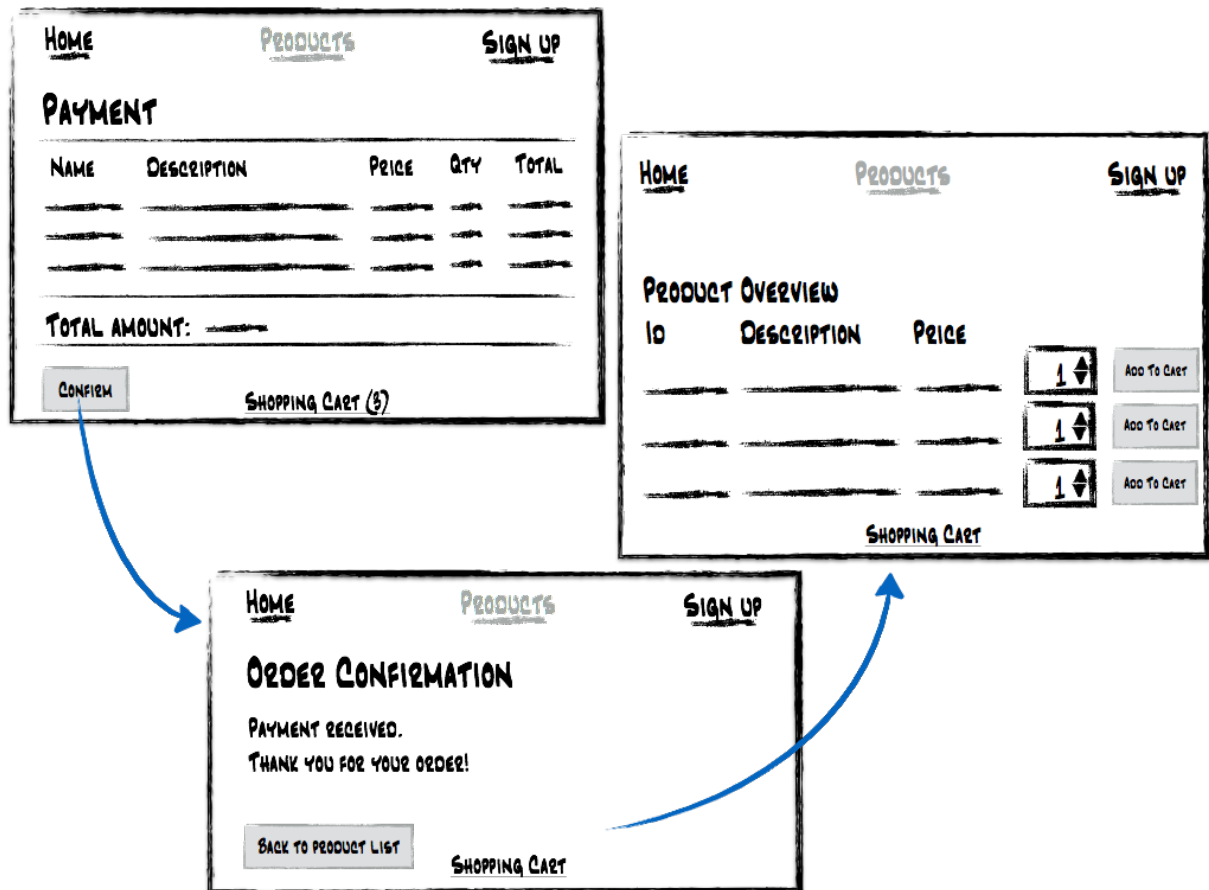 Home Products Sign up
Payment
Name Description Price Qty Total
Total amount:
Confirm
Shopping Cart (3)
Home Products Sign up
Product Overview
Id Description Price
1 Add To Cart
1 Add To Cart
1 Add To Cart
Shopping Cart
Home Products Sign up
Order Confirmation
Payment received.
Thank you for your order!
Back to product List
Shopping Cart